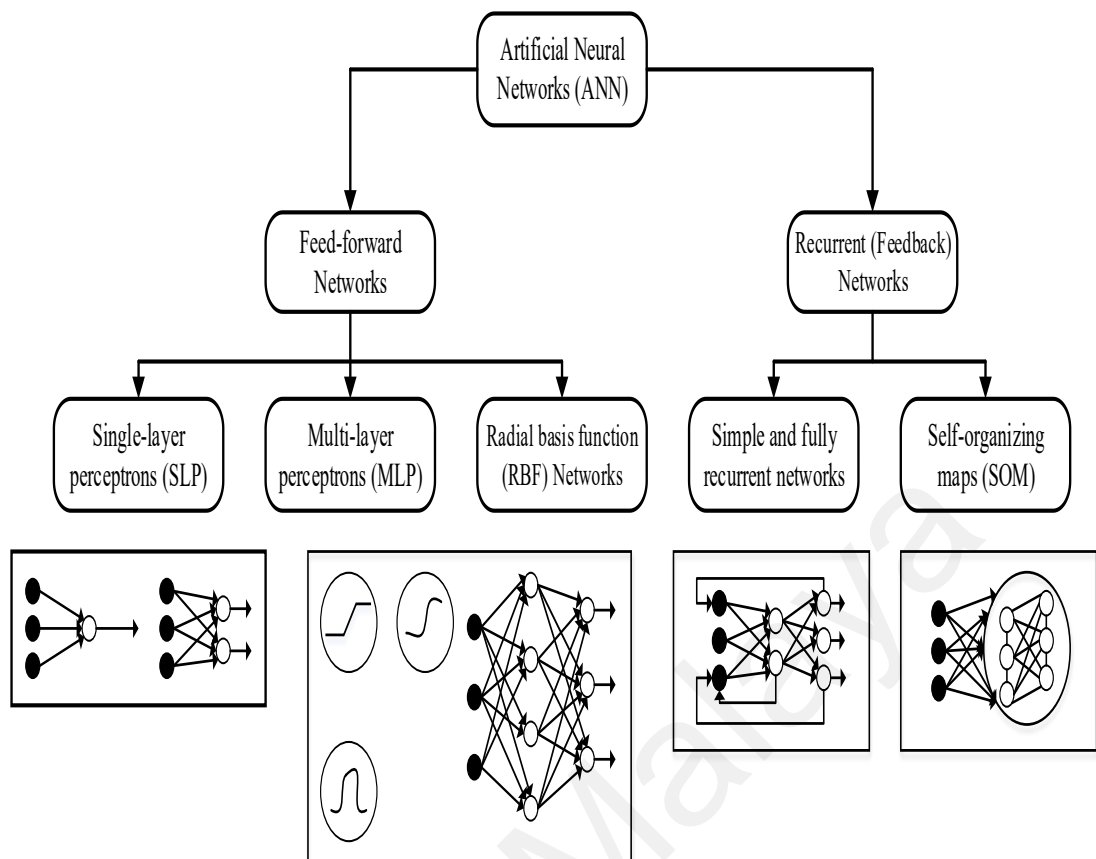 Artificial Neural
Networks (ANN)
Feed-forward
Networks
Recurrent (Feedback)
Networks
Single-layer
perceptrons (SLP)
Multi-layer
perceptrons (MLP)
Radial basis function
(RBF) Networks
Simple and fully
recurrent networks
Self-organizing
maps (SOM)
Malaya